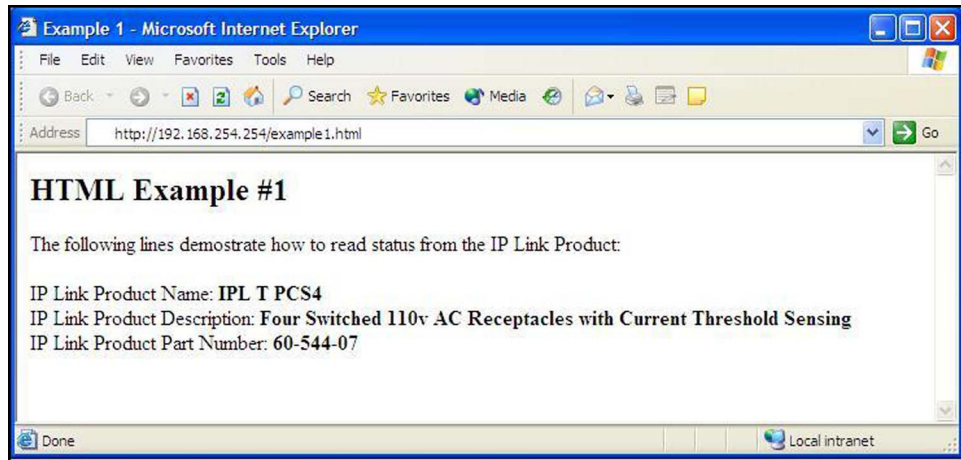 Example 1 - Microsoft Internet Explorer
File Edit View Favorites Tools Help
Back Search Favorites Media
Address http://192.168.254.254/example1.html Go
HTML Example #1
The following lines demostrate how to read status from the IP Link Product:
IP Link Product Name: IPL T PCS4
IP Link Product Description: Four Switched 110v AC Receptacles with Current Threshold Sensing
IP Link Product Part Number: 60-544-07
Done Local intranet